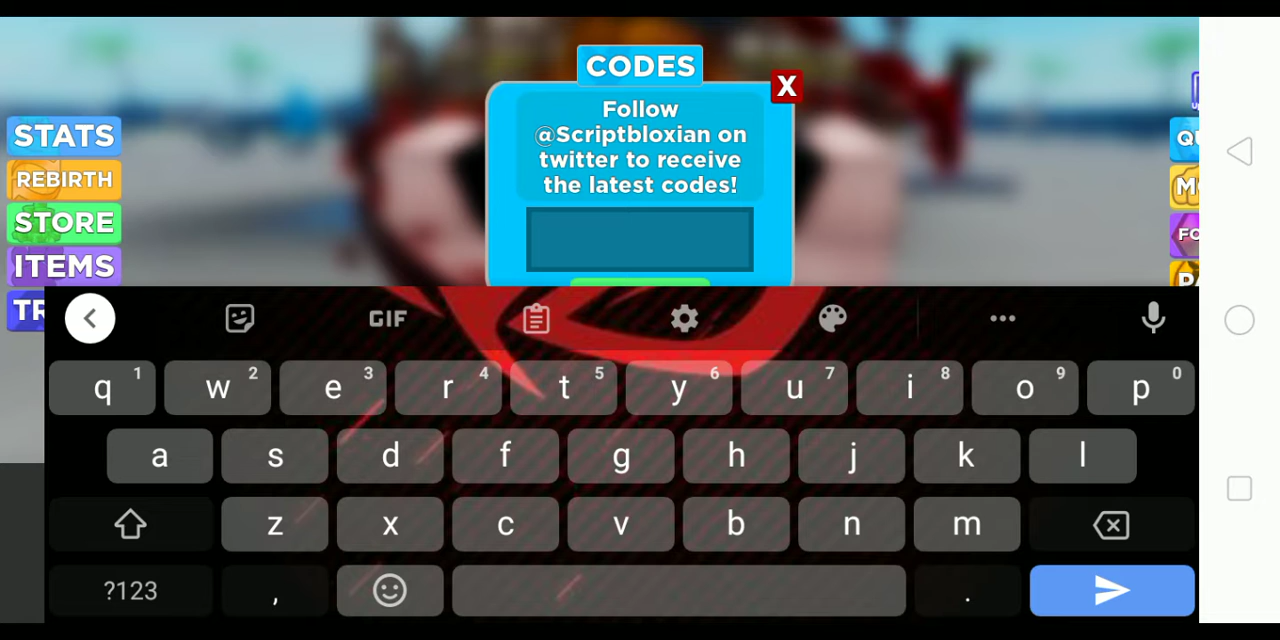 CODES
X
Follow
@Scriptbloxian on
twitter to receive
the latest codes!
STATS
REBIRTH
STORE
ITEMS
GIF
q 1 w 2 e 3 r 4 t 5 y 6 u 7 i 8 o 9 p 0
a s d f g h j k l
z x c v b n m
?123 , .